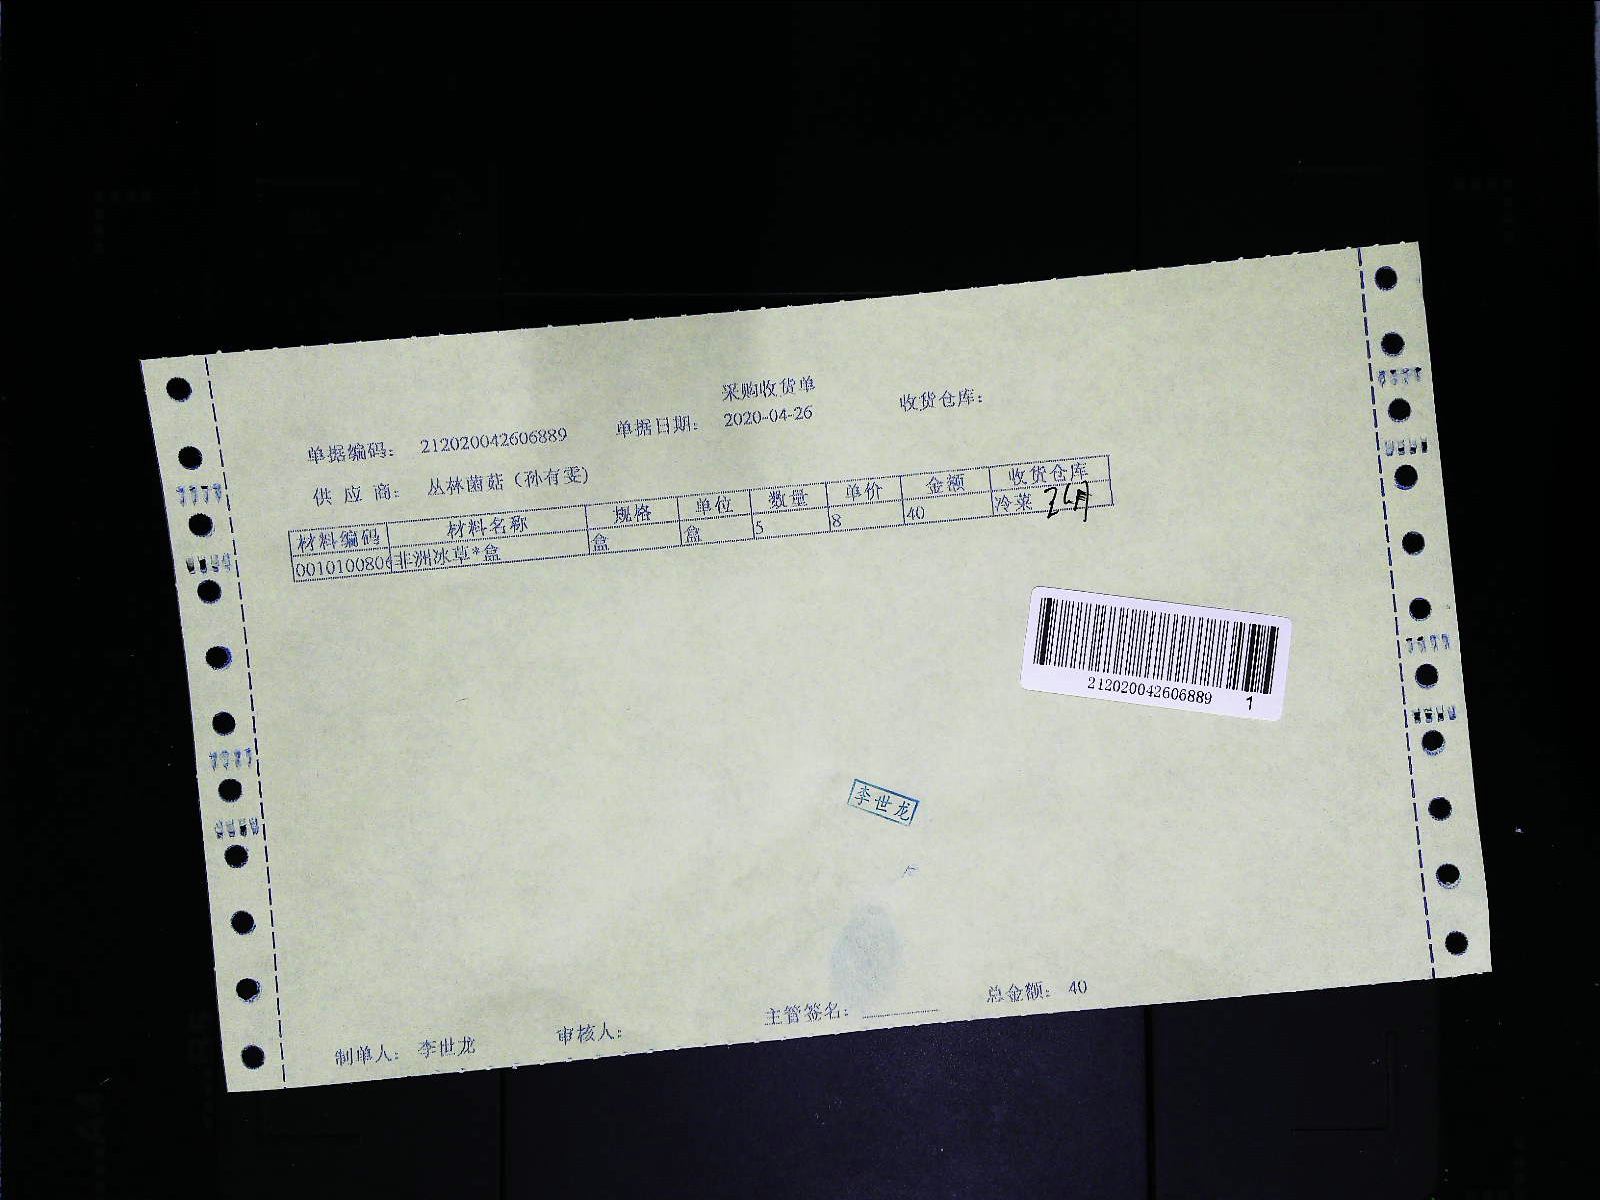 采购收货单
单据编码： 212020042606889 单据日期： 2020-04-26 收货仓库：
供 应 商： 丛林菌菇（孙有雯）
材料编码 材料名称 规格 单位 数量 单价 金额 收货仓库
0010100806 非洲冰草*盒 盒 盒 5 8 40 冷菜
212020042606889 1
李世龙
制单人： 李世龙 审核人： 主管签名： 总金额： 40